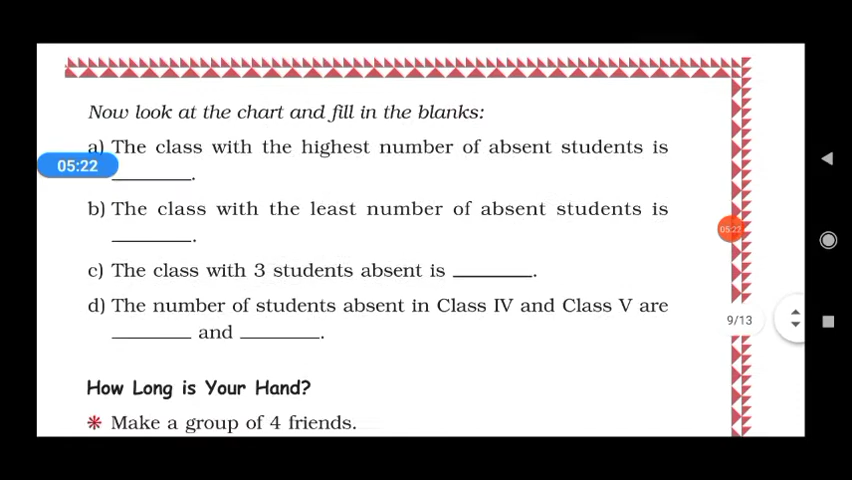 Now look at the chart and fill in the blanks:
a) The class with the highest number of absent students is
05:22
________.
b) The class with the least number of absent students is
________.
05:22
c) The class with 3 students absent is ________.
d) The number of students absent in Class IV and Class V are
9/13
________ and ________.
How Long is Your Hand?
* Make a group of 4 friends.